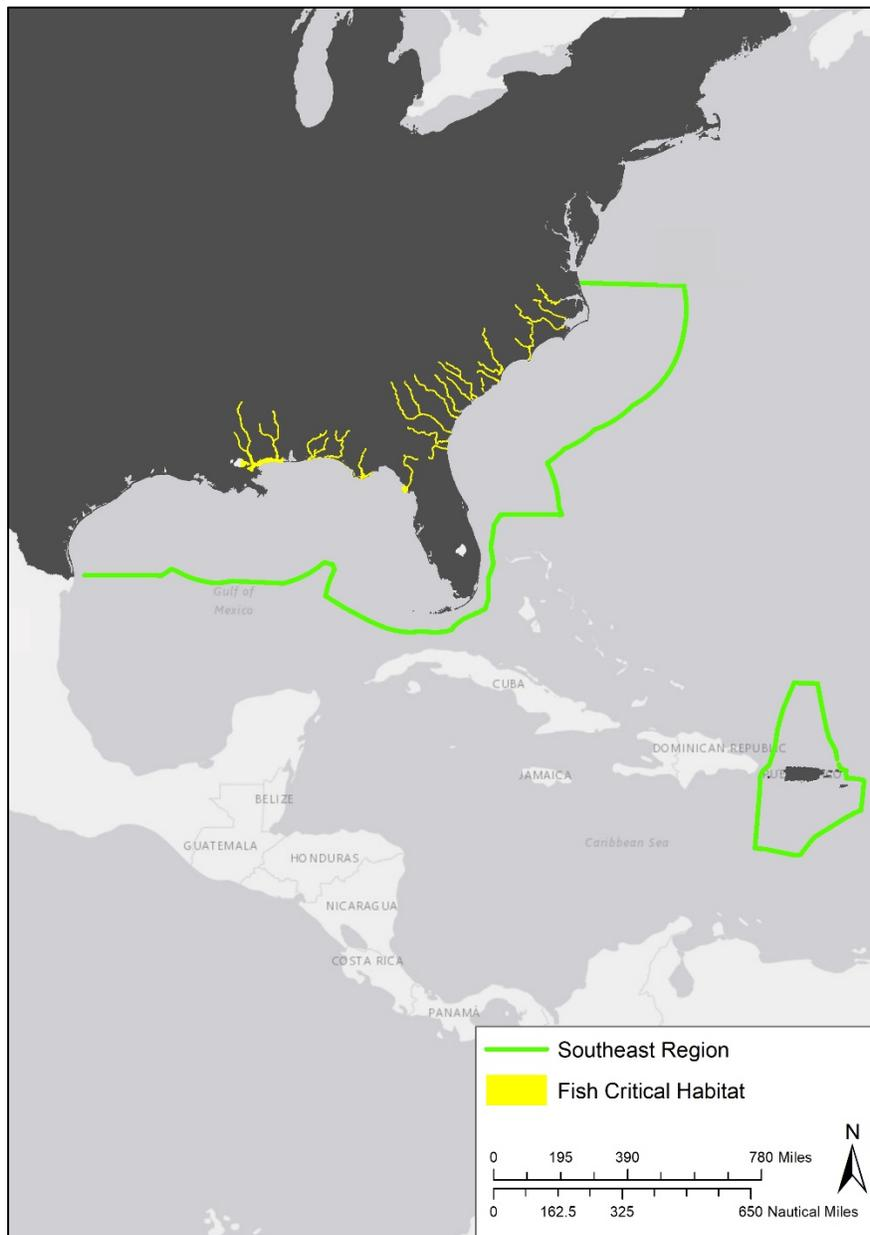 Gulf of
Mexico
CUBA
DOMINICAN REPUBLIC
JAMAICA
BELIZE
GUATEMALA
HONDURAS
Caribbean Sea
NICARAGUA
COSTA RICA
PANAMÁ
Southeast Region
Fish Critical Habitat
0 195 390 780 Miles
0 162.5 325 650 Nautical Miles
N